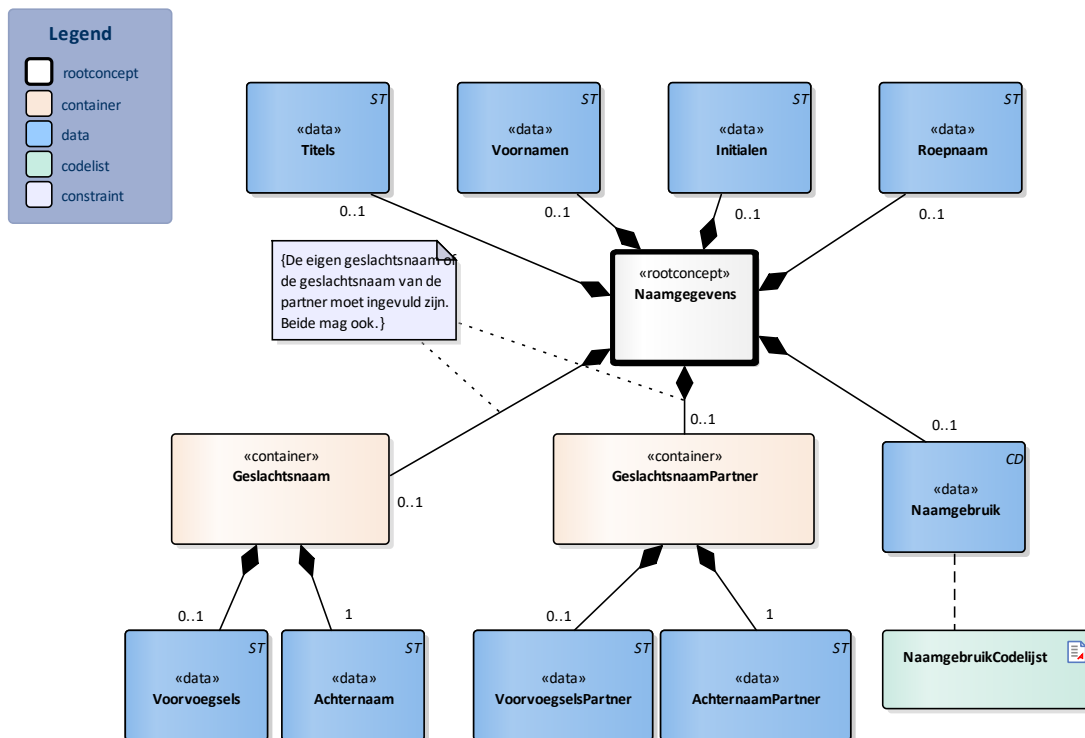 Legend
rootconcept
container
data
codelist
constraint
ST
«data»
Titels
ST
«data»
Voornamen
ST
«data»
Initialen
ST
«data»
Roepnaam
0..1
0..1
0..1
0..1
{De eigen geslachtsnaam of
de geslachtsnaam van de
partner moet ingevuld zijn.
Beide mag ook.}
«rootconcept»
Naamgegevens
0..1
0..1
0..1
«container»
Geslachtsnaam
«container»
GeslachtsnaamPartner
CD
«data»
Naamgebruik
0..1
1
0..1
1
ST
«data»
Voorvoegsels
ST
«data»
Achternaam
ST
«data»
VoorvoegselsPartner
ST
«data»
AchternaamPartner
NaamgebruikCodelijst